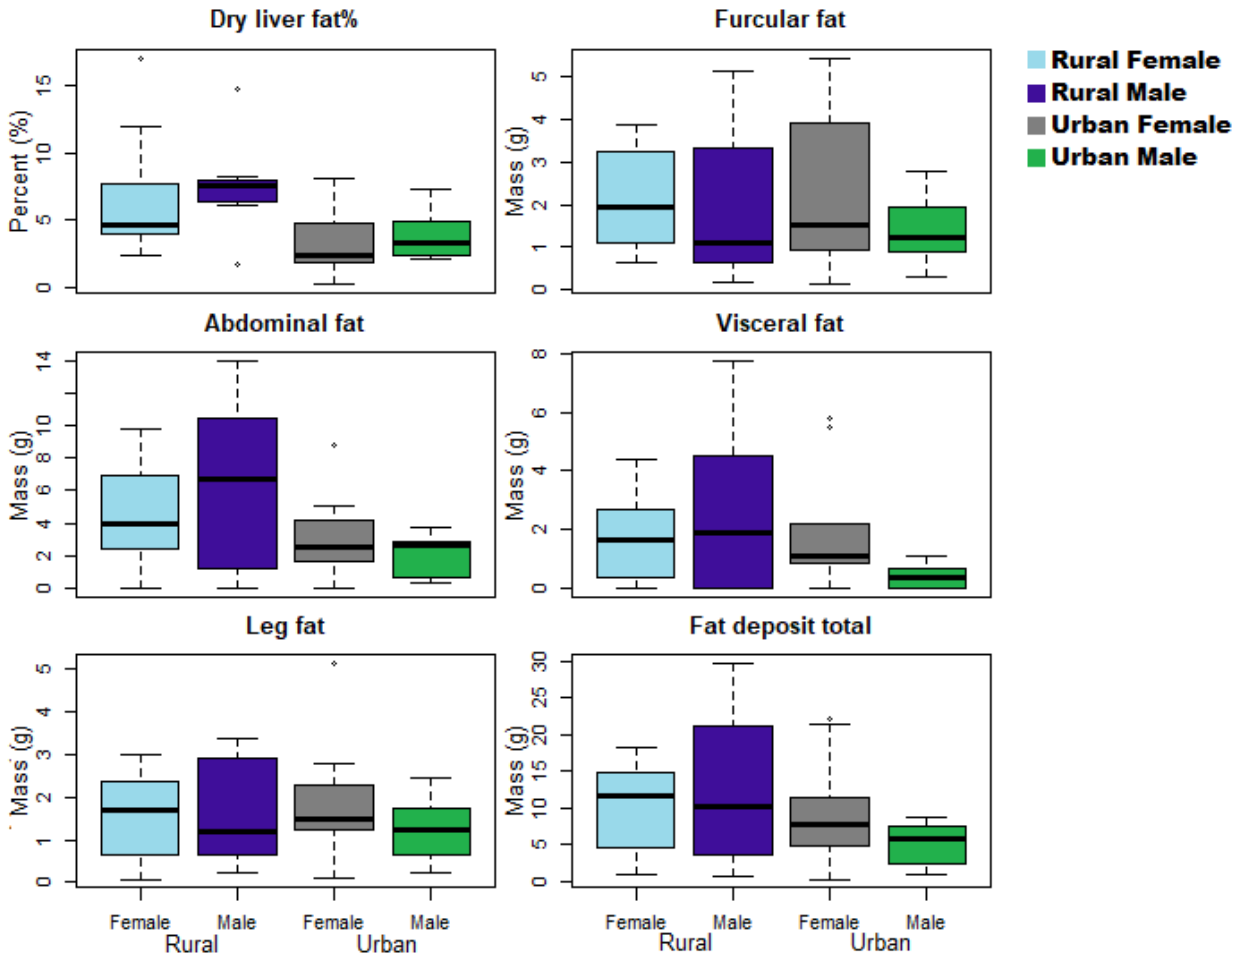 Dry liver fat%
Furcular fat
Rural Female
Rural Male
Urban Female
Urban Male
Percent (%)
0
5
10
15
Mass (g)
0
1
2
3
4
5
Abdominal fat
Visceral fat
Mass (g)
0
2
4
6
8
10
14
Mass (g)
0
2
4
6
8
Leg fat
Fat deposit total
Mass (g)
0
1
2
3
4
5
Mass (g)
0
5
10
15
20
25
30
Female Male Female Male
Rural Urban
Female Male Female Male
Rural Urban